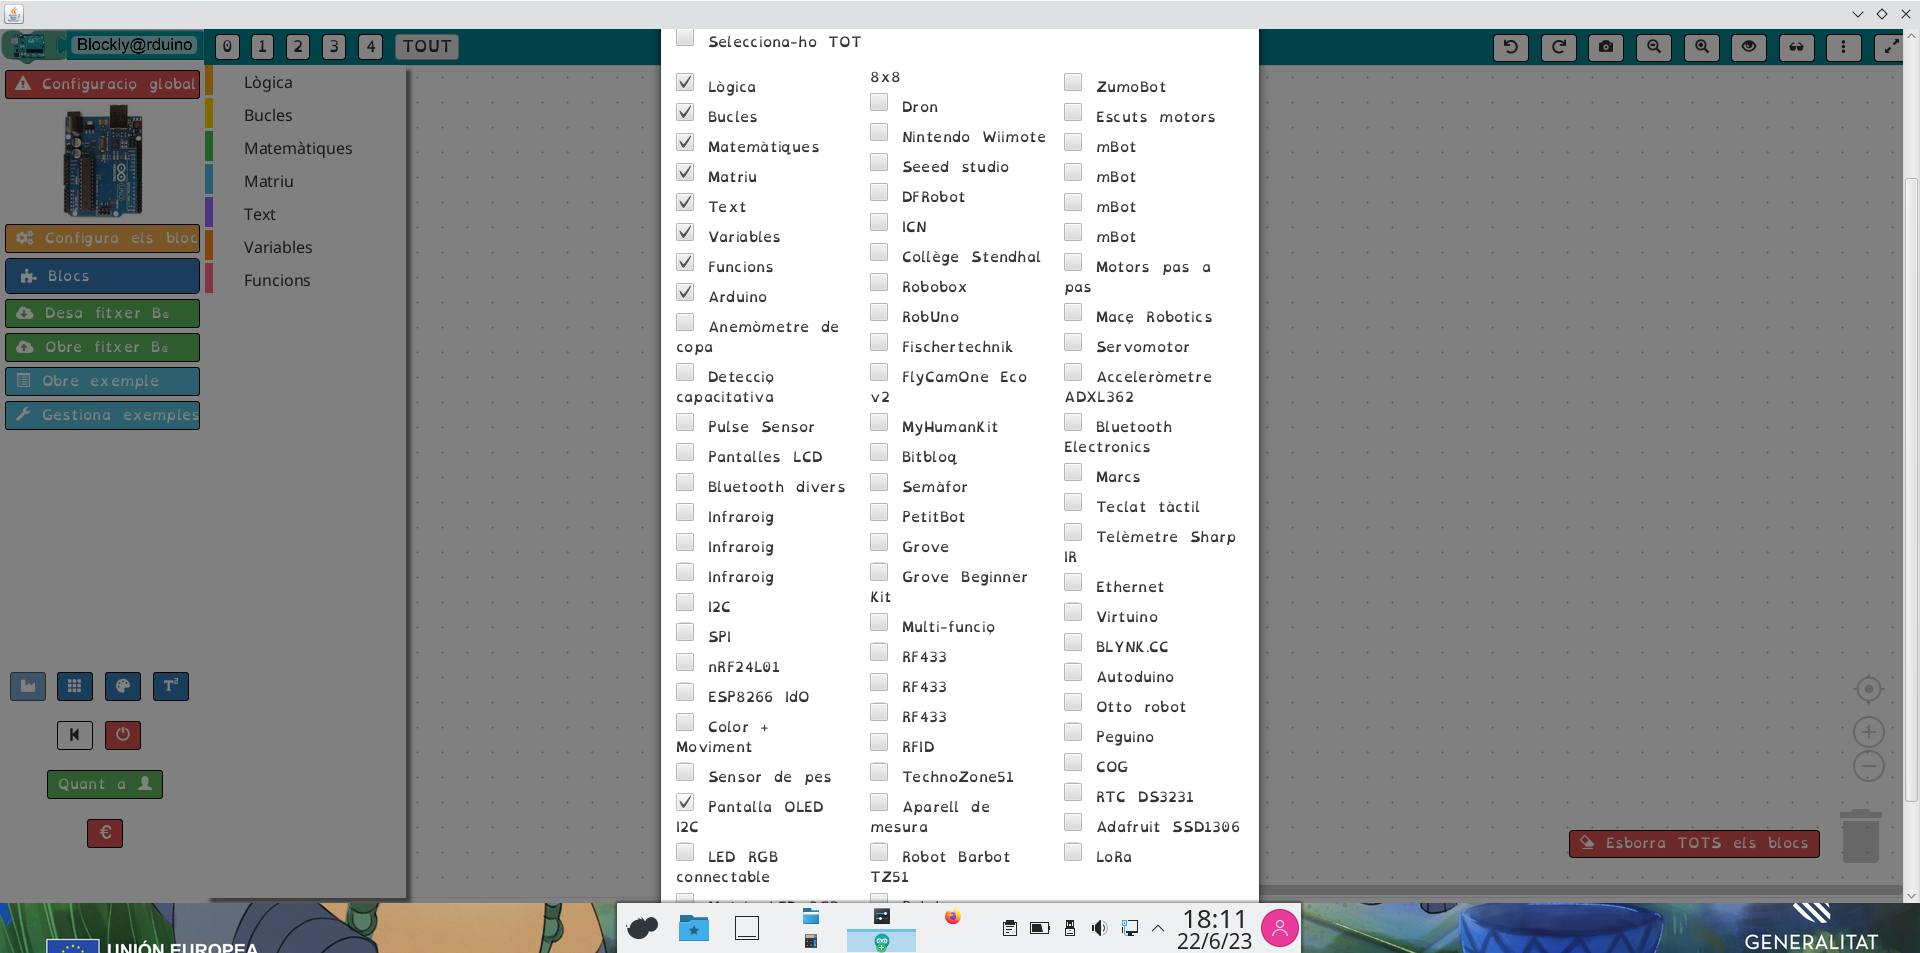 Blockly@rduino
0 1 2 3 4 TOUT
Configuració global
Configura els bloc
Blocs
Desa fitxer B@
Obre fitxer B@
Obre exemple
Gestiona exemples
Quant a
€
Lògica
Bucles
Matemàtiques
Matriu
Text
Variables
Funcions
Selecciona-ho TOT
Lògica
Bucles
Matemàtiques
Matriu
Text
Variables
Funcions
Arduino
Anemòmetre de
copa
Detecció
capacitativa
Pulse Sensor
Pantalles LCD
Bluetooth divers
Infraroig
Infraroig
Infraroig
I2C
SPI
nRF24L01
ESP8266 IdO
Color +
Moviment
Sensor de pes
Pantalla OLED
I2C
LED RGB
connectable
8x8
Dron
Nintendo Wiimote
Seeed studio
DFRobot
ICN
Collège Stendhal
Robobox
RobUno
Fischertechnik
FlyCamOne Eco
v2
MyHumanKit
Bitbloq
Semàfor
PetitBot
Grove
Grove Beginner
Kit
Multi-funció
RF433
RF433
RF433
RFID
TechnoZone51
Aparell de
mesura
Robot Barbot
TZ51
ZumoBot
Escuts motors
mBot
mBot
mBot
mBot
Motors pas a
pas
Mace Robotics
Servomotor
Acceleròmetre
ADXL362
Bluetooth
Electronics
Marcs
Teclat tàctil
Telèmetre Sharp
IR
Ethernet
Virtuino
BLYNK.CC
Autoduino
Otto robot
Peguino
COG
RTC DS3231
Adafruit SSD1306
LoRa
Esborra TOTS els blocs
UNIÓN EUROPEA
18:11
22/6/23
GENERALITAT